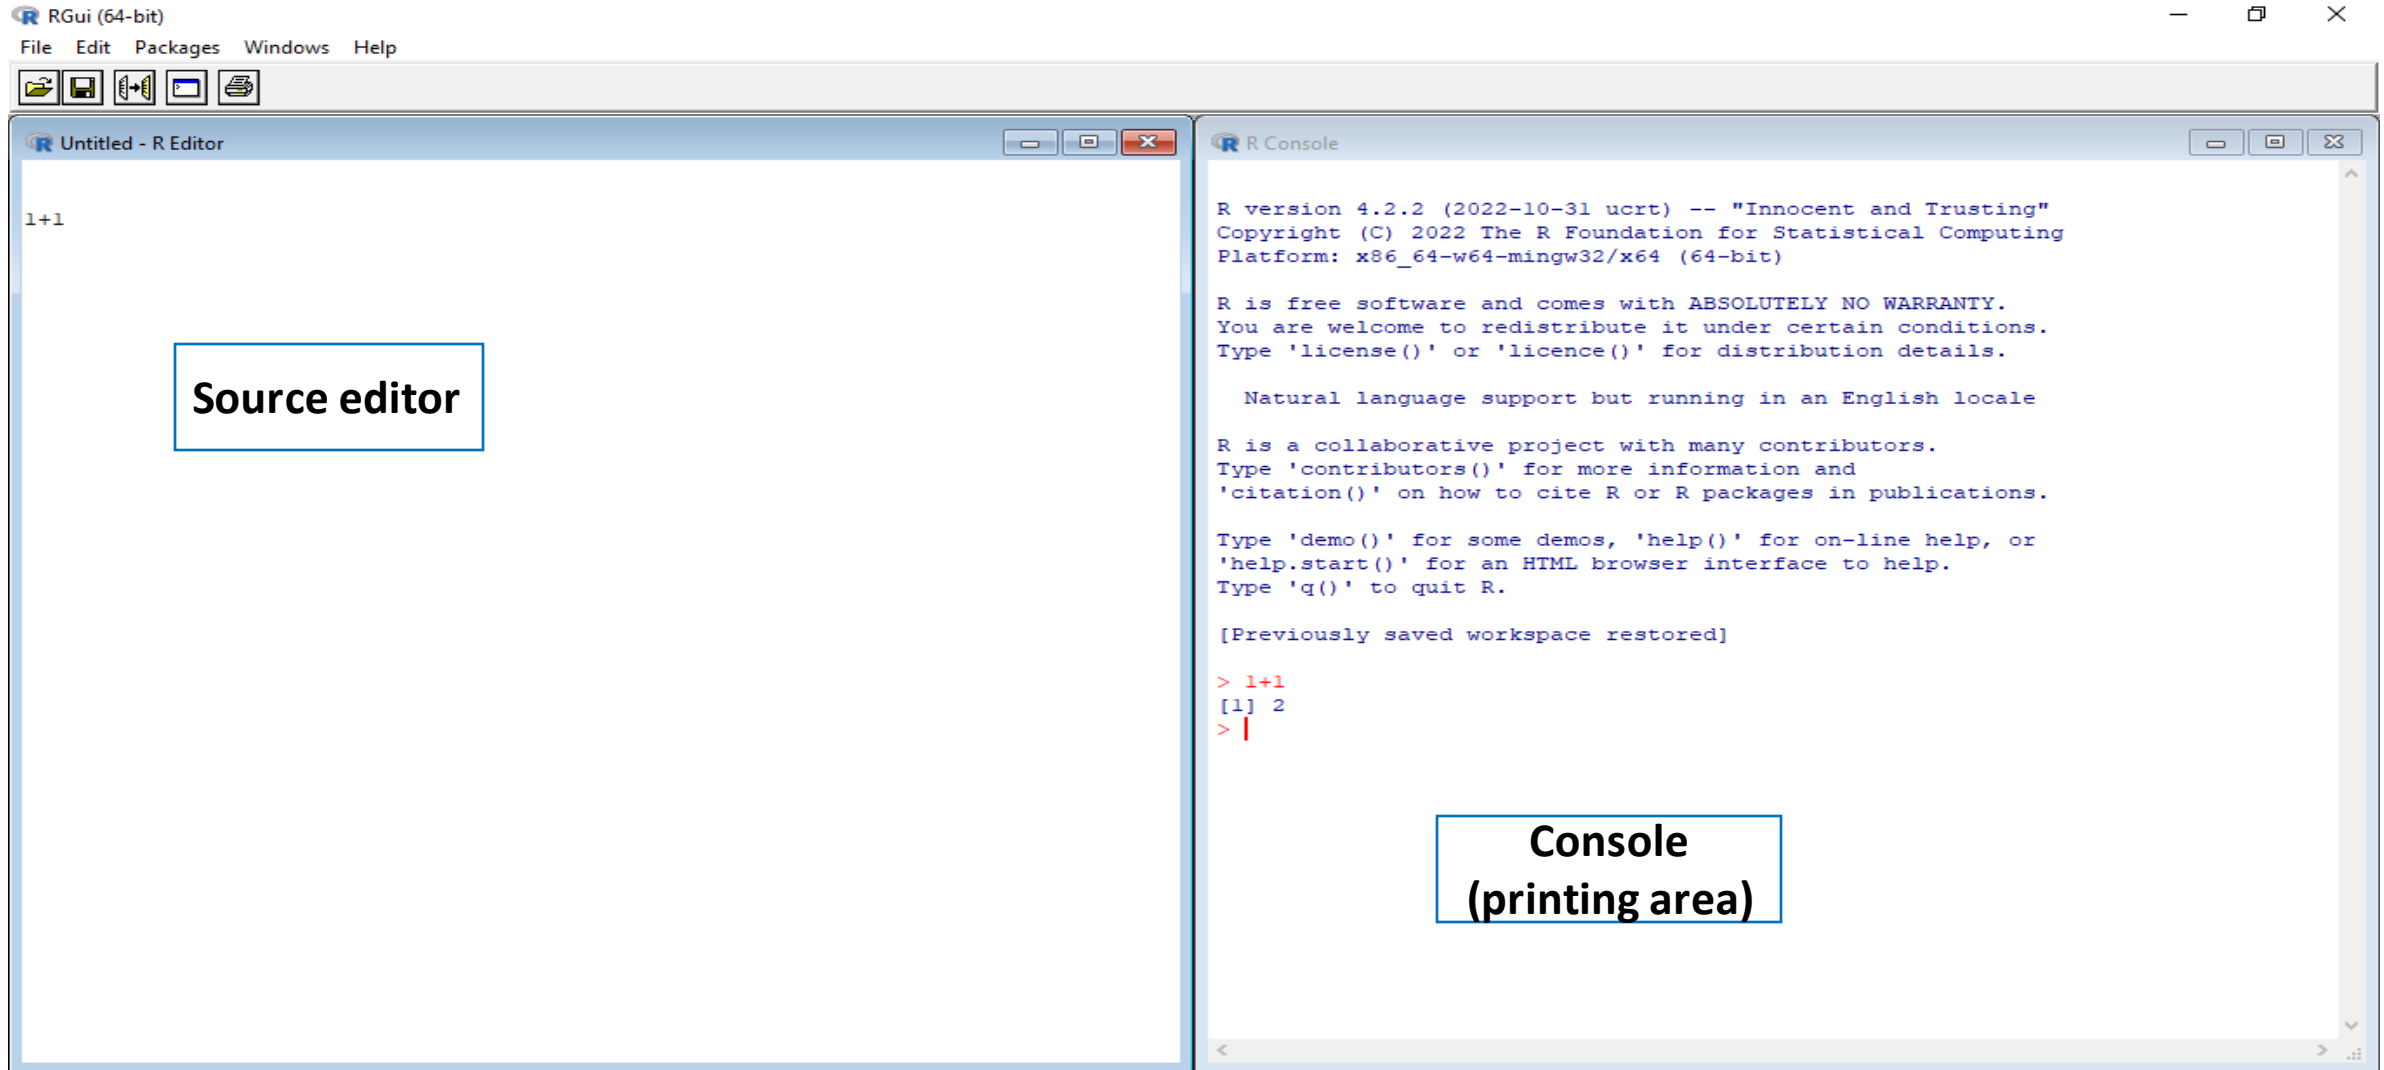 RGui (64-bit)
File Edit Packages Windows Help
Untitled - R Editor
1+1
Source editor
R Console
R version 4.2.2 (2022-10-31 ucrt) -- "Innocent and Trusting"
Copyright (C) 2022 The R Foundation for Statistical Computing
Platform: x86_64-w64-mingw32/x64 (64-bit)
R is free software and comes with ABSOLUTELY NO WARRANTY.
You are welcome to redistribute it under certain conditions.
Type 'license()' or 'licence()' for distribution details.
Natural language support but running in an English locale
R is a collaborative project with many contributors.
Type 'contributors()' for more information and
'citation()' on how to cite R or R packages in publications.
Type 'demo()' for some demos, 'help()' for on-line help, or
'help.start()' for an HTML browser interface to help.
Type 'q()' to quit R.
[Previously saved workspace restored]
> 1+1
[1] 2
>
Console
(printing area)